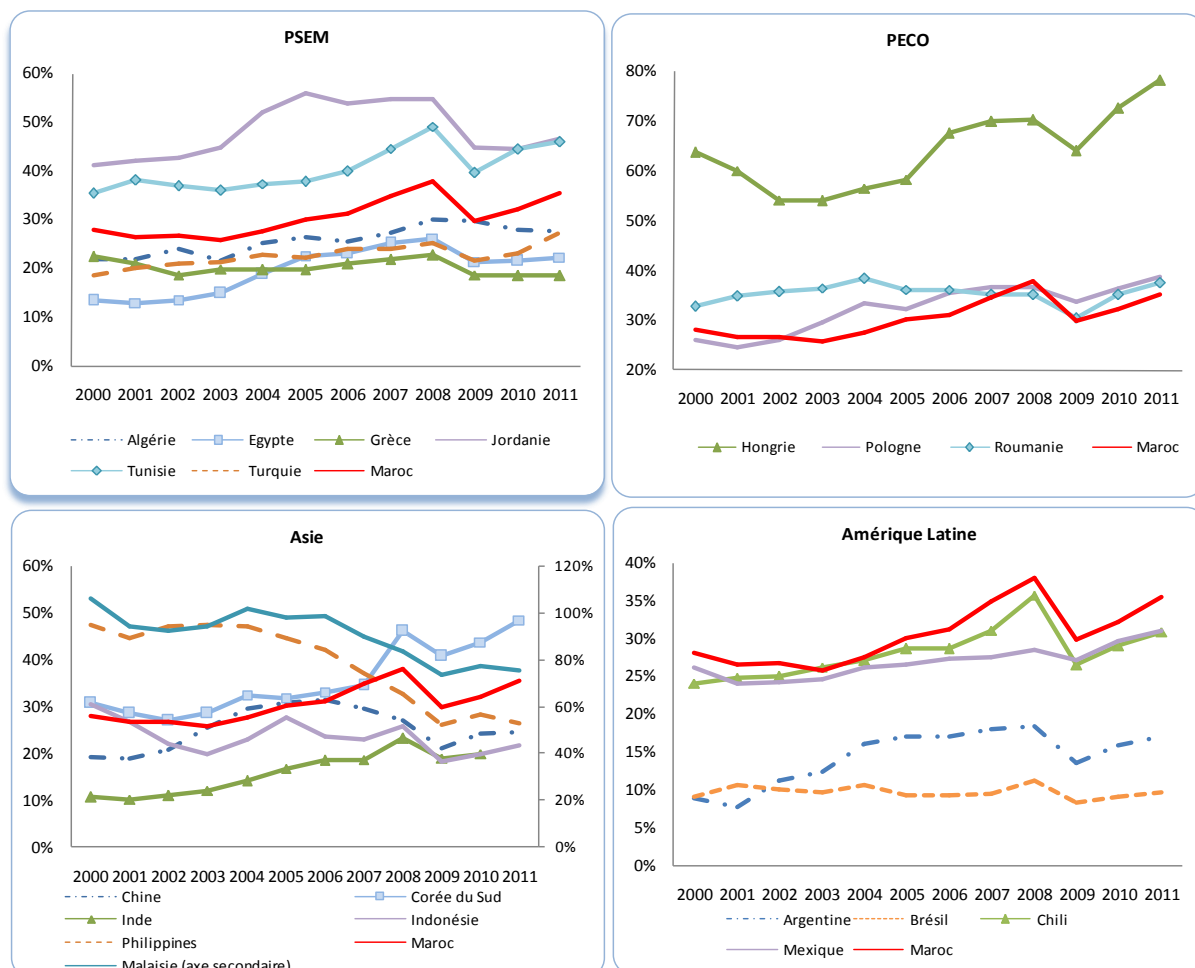 PSEM
60%
50%
40%
30%
20%
10%
0%
2000 2001 2002 2003 2004 2005 2006 2007 2008 2009 2010 2011
Algérie Egypte Grèce Jordanie
Tunisie Turquie Maroc
PECO
80%
70%
60%
50%
40%
30%
20%
2000 2001 2002 2003 2004 2005 2006 2007 2008 2009 2010 2011
Hongrie Pologne Roumanie Maroc
Asie
60% 120%
50% 100%
40% 80%
30% 60%
20% 40%
10% 20%
0% 0%
2000 2001 2002 2003 2004 2005 2006 2007 2008 2009 2010 2011
Chine Corée du Sud
Inde Indonésie
Philippines Maroc
Malaisie (axe secondaire)
Amérique Latine
40%
35%
30%
25%
20%
15%
10%
5%
0%
2000 2001 2002 2003 2004 2005 2006 2007 2008 2009 2010 2011
Argentine Brésil Chili
Mexique Maroc